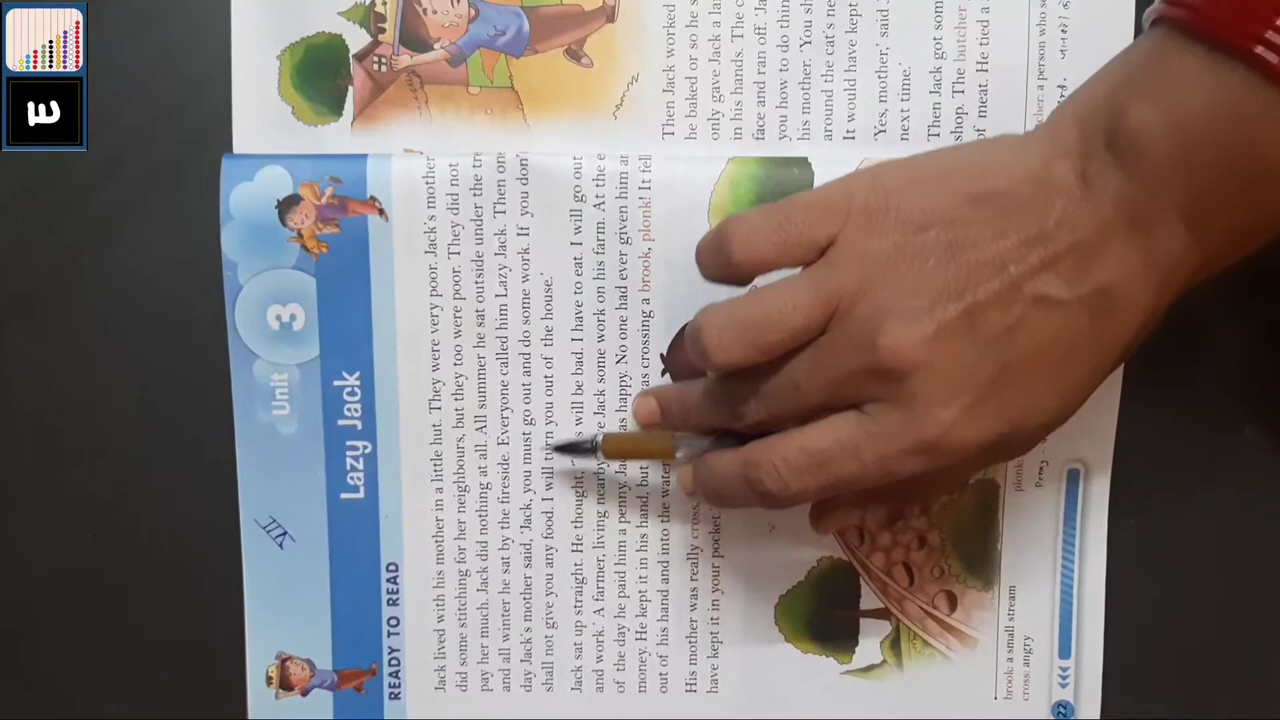 VII
Unit 3
Lazy Jack
READY TO READ
Jack lived with his mother in a little hut. They were very poor. Jack's mother
did some stitching for her neighbours, but they too were poor. They did not
pay her much. Jack did nothing at all. All summer he sat outside under the
and all winter he sat by the fireside. Everyone called him Lazy Jack. Then
day Jack's mother said, 'Jack, you must go out and do some work. If you don't
shall not give you any food. I will turn you out of the house.'
Jack sat up straight. He thought, will be bad. I have to eat. I will go out
and work.' A farmer, living nearby Jack some work on his farm. At the
of the day he paid him a penny. happy. No one had ever given him
money. He kept it in his hand, but crossing a brook, plonk! It fell
out of his hand and into the water
His mother was really cross.
have kept it in your pocket.
brook: a small stream
cross: angry
22
Then Jack worked
he baked or so he s
only gave Jack a
in his hands. The
face and ran off.
you how to do
his mother. You
around the cat's
It would have kept
'Yes, mother,' said
next time.'
Then Jack got
shop. The butcher
of meat. He tied a
a person who